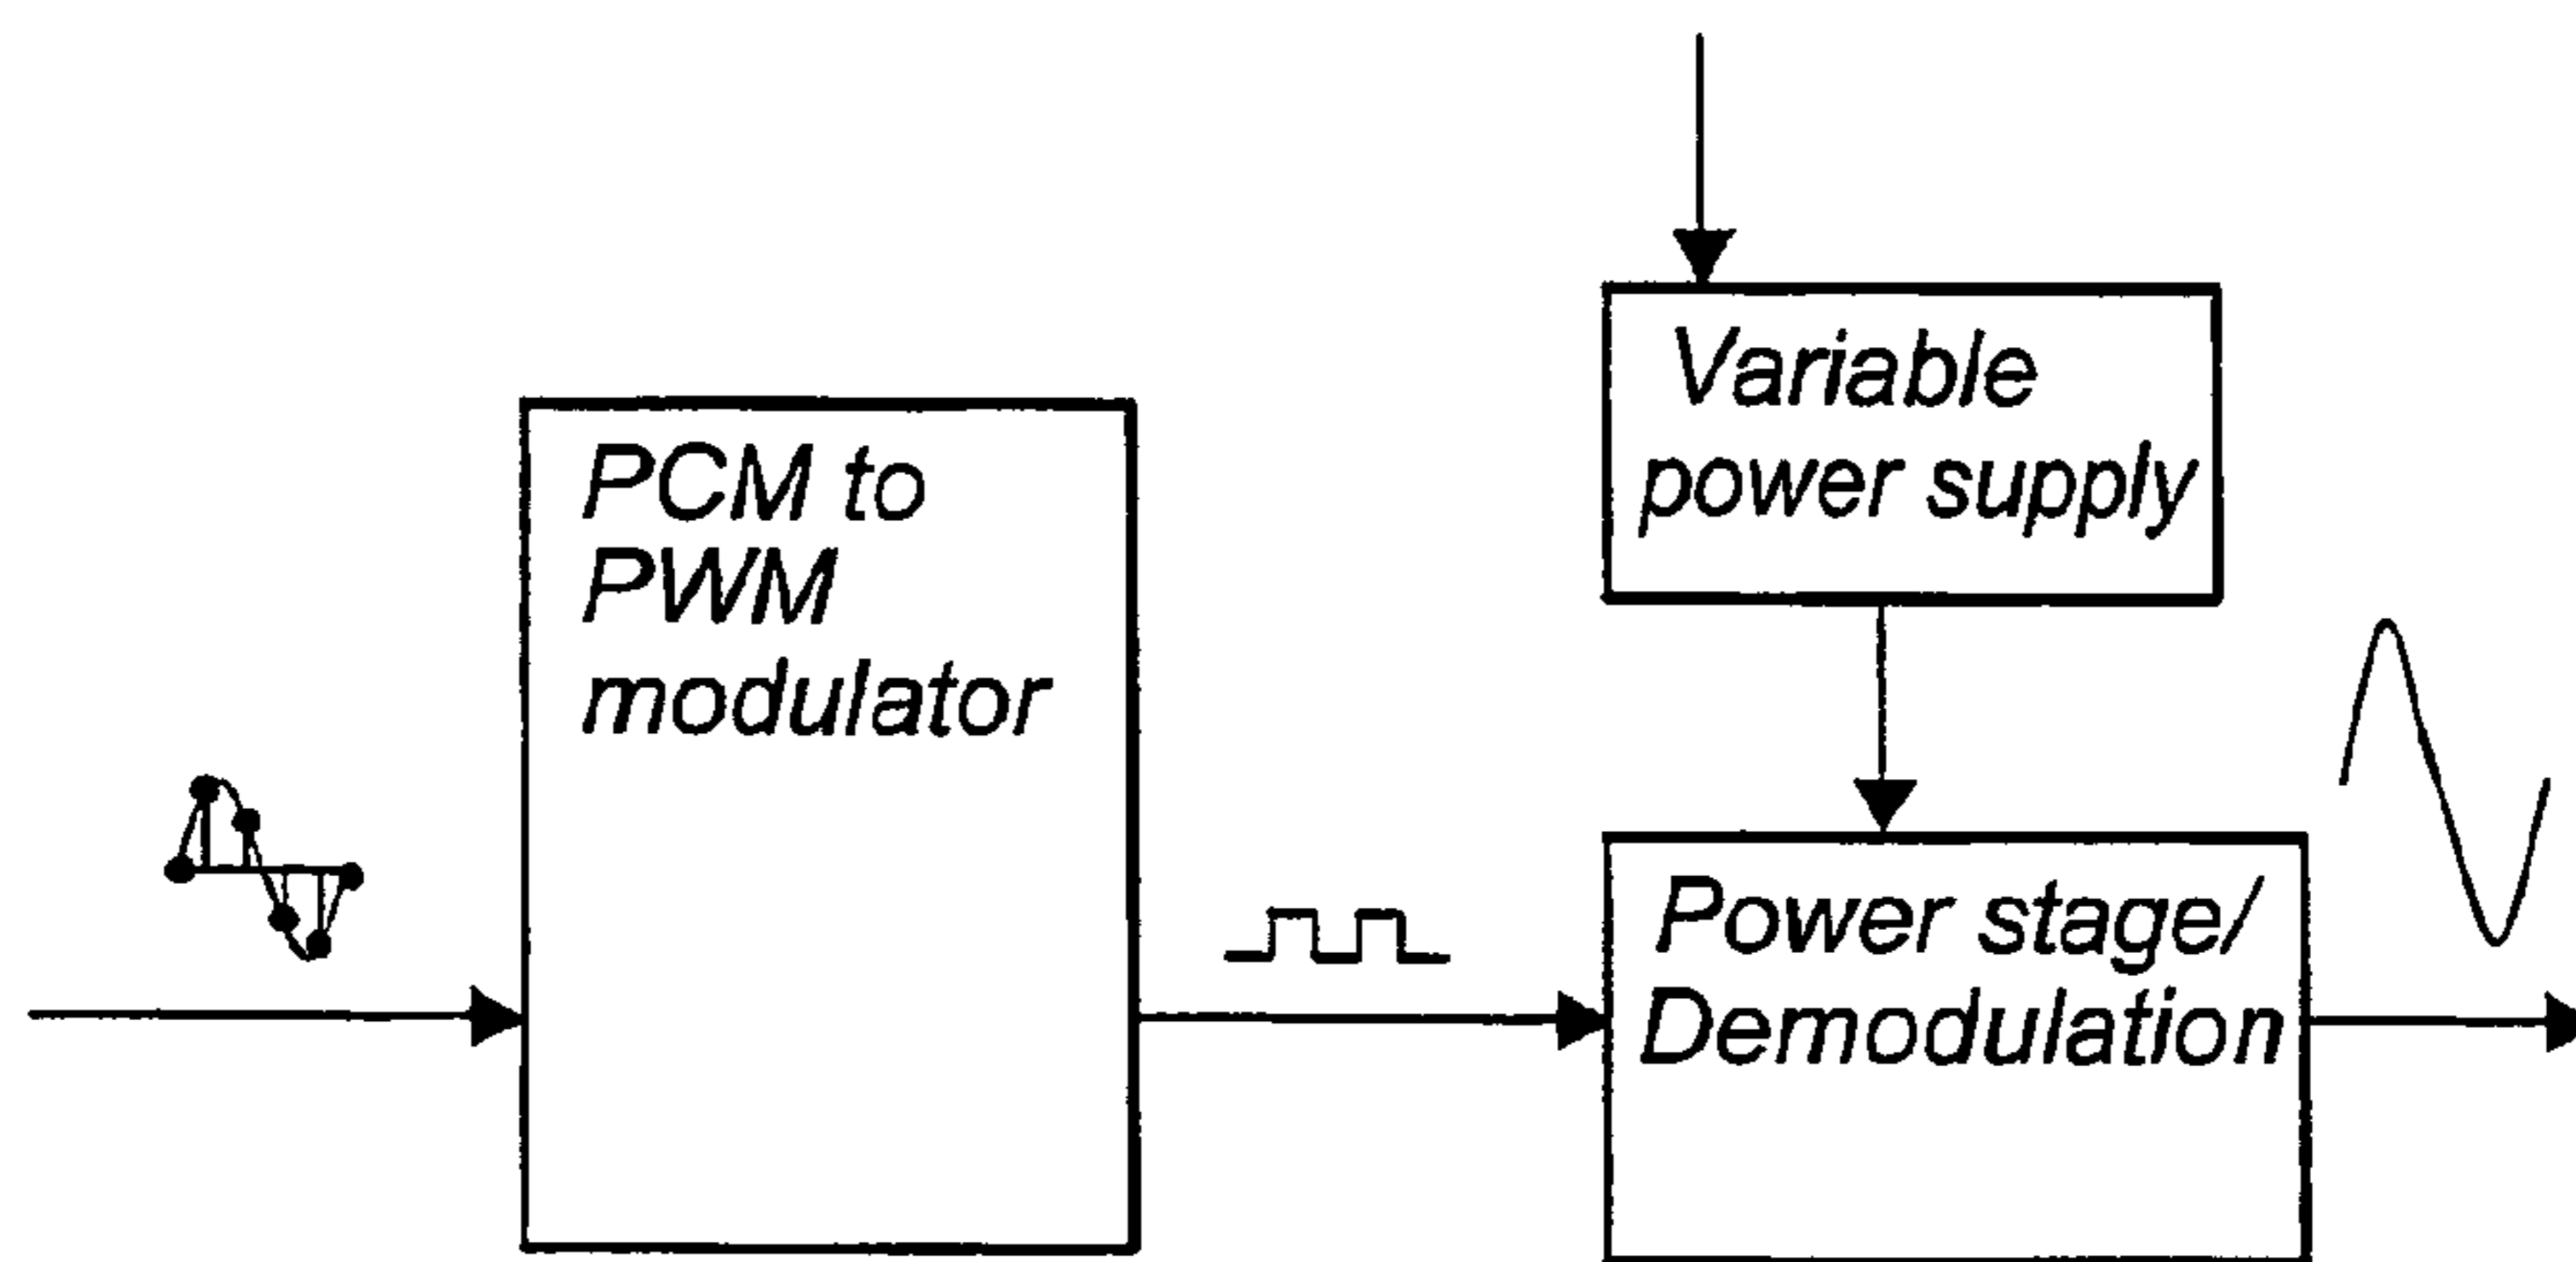 PCM to
PWM
modulator
Variable
power supply
Power stage/
Demodulation